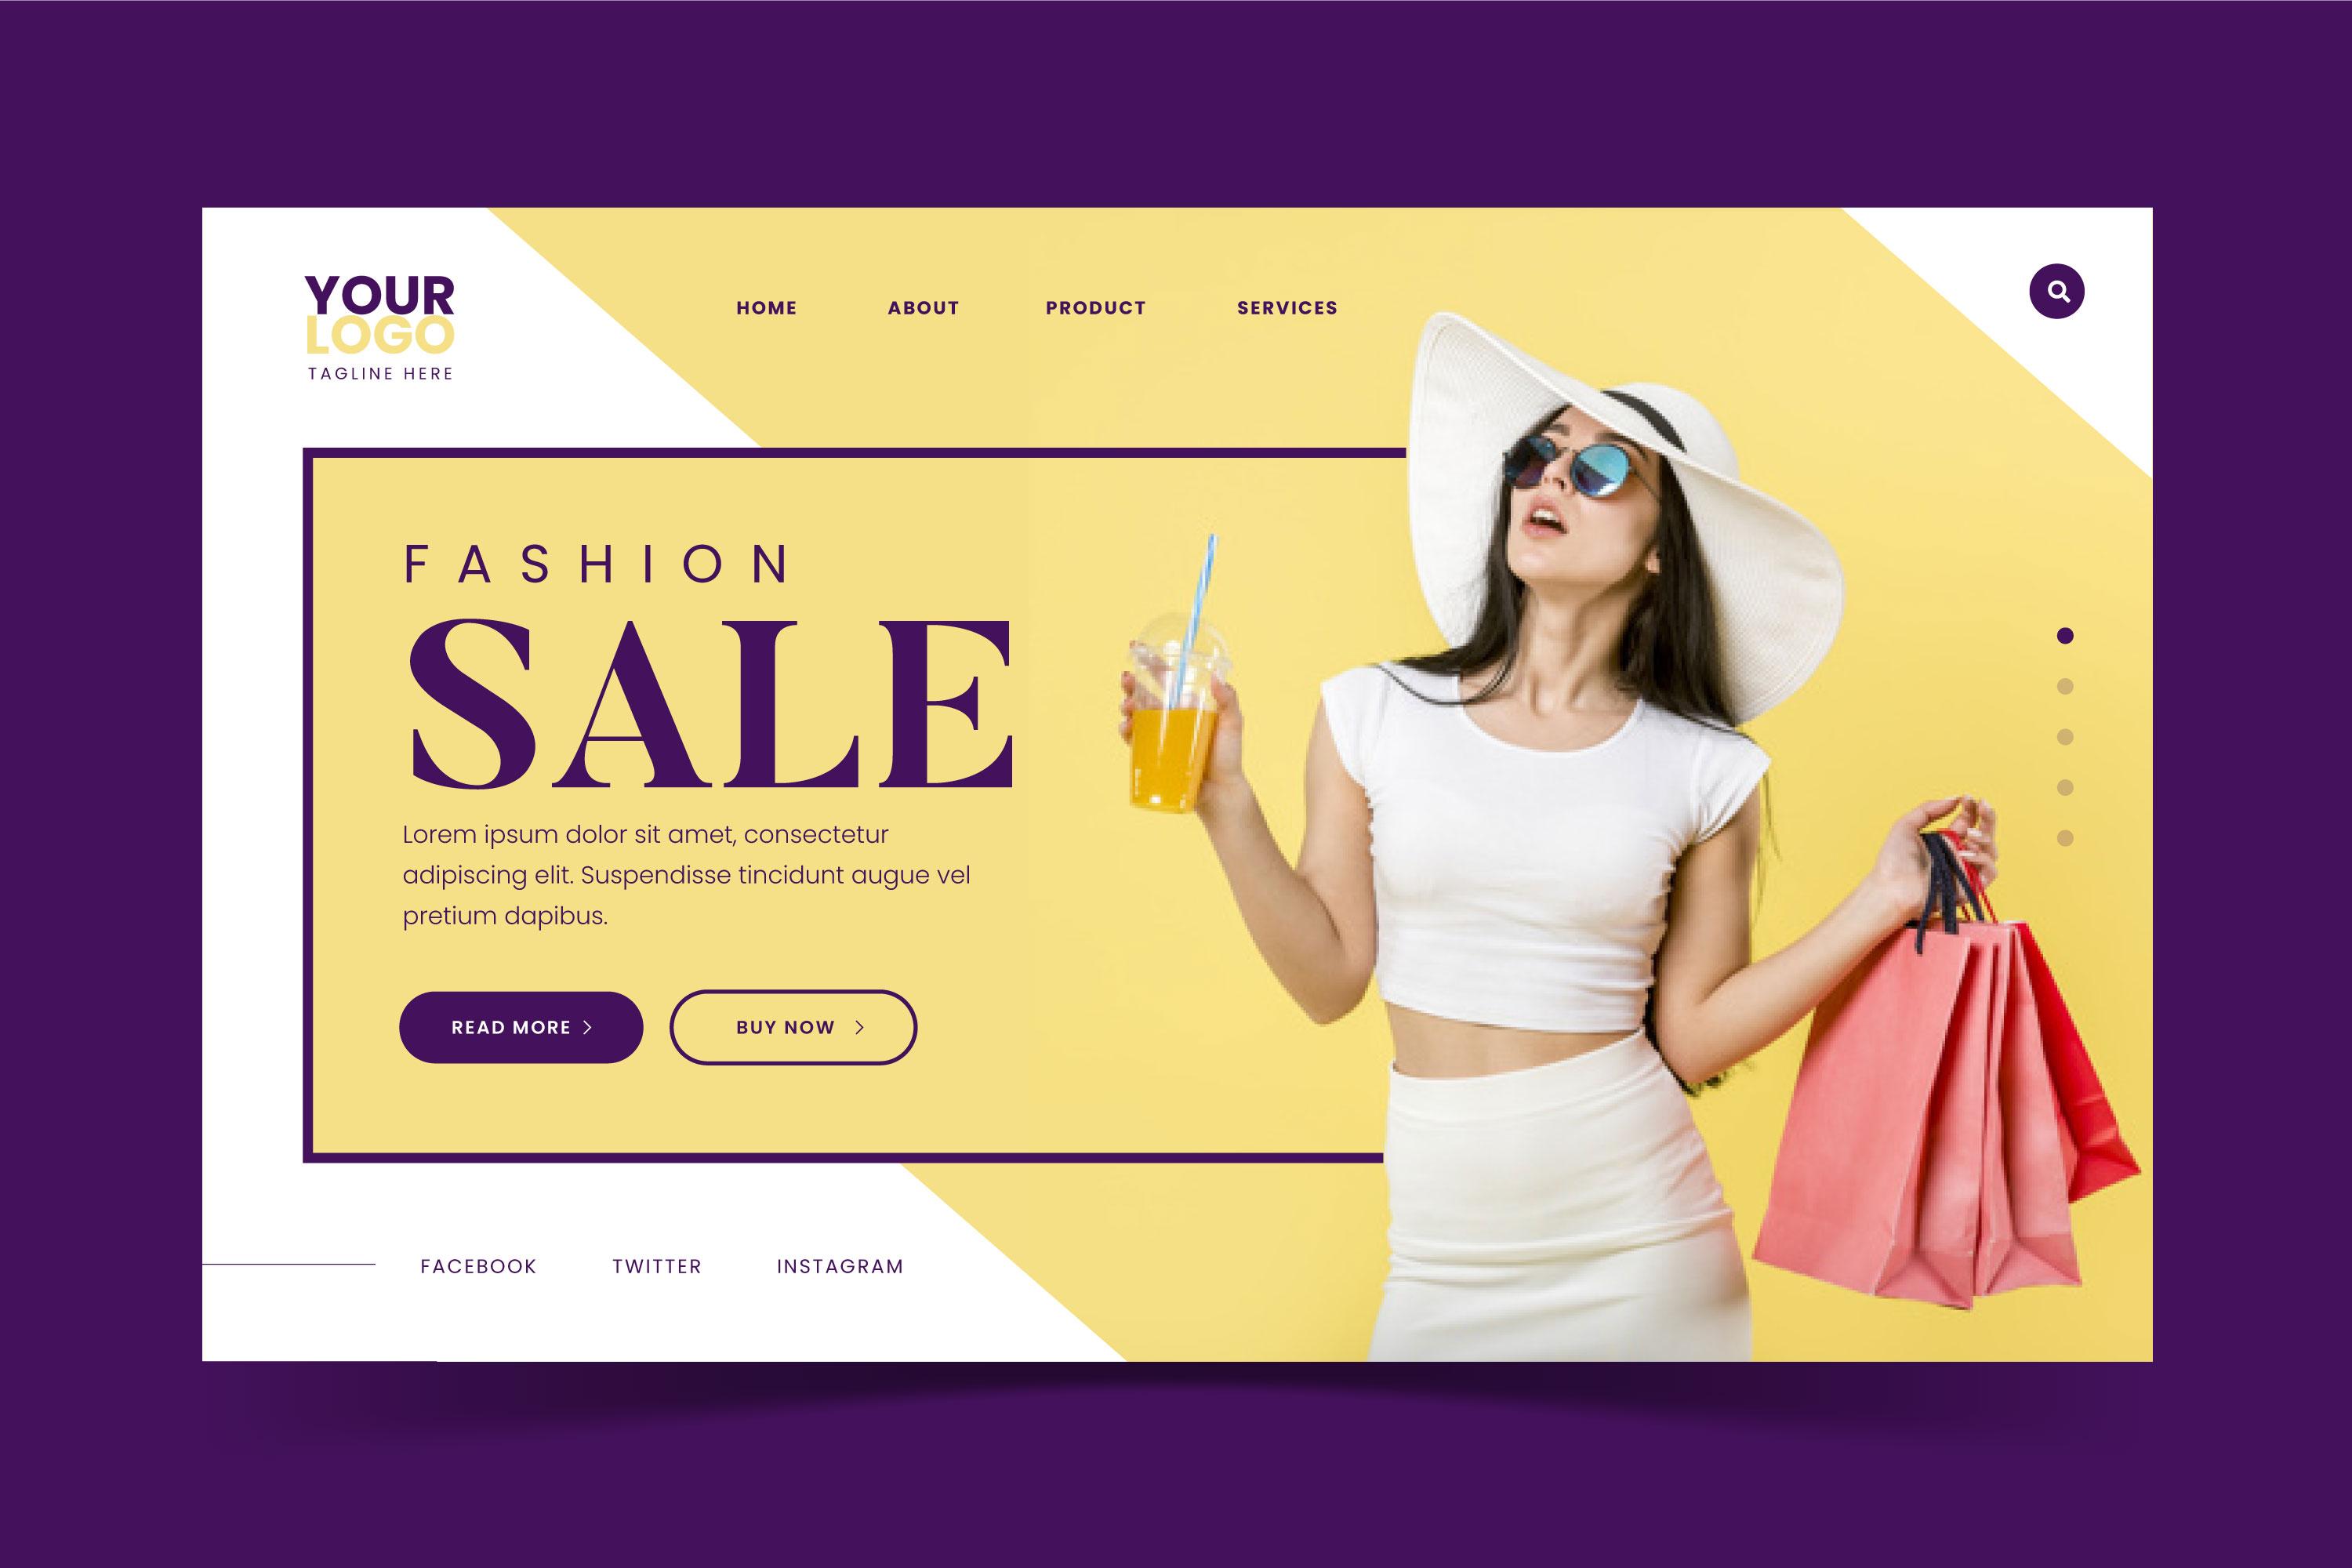 YOUR
LOGO
TAGLINE HERE
HOME ABOUT PRODUCT SERVICES
FASHION
SALE
Lorem ipsum dolor sit amet, consectetur
adipiscing elit. Suspendisse tincidunt augue vel
pretium dapibus.
READ MORE BUY NOW
FACEBOOK TWITTER INSTAGRAM